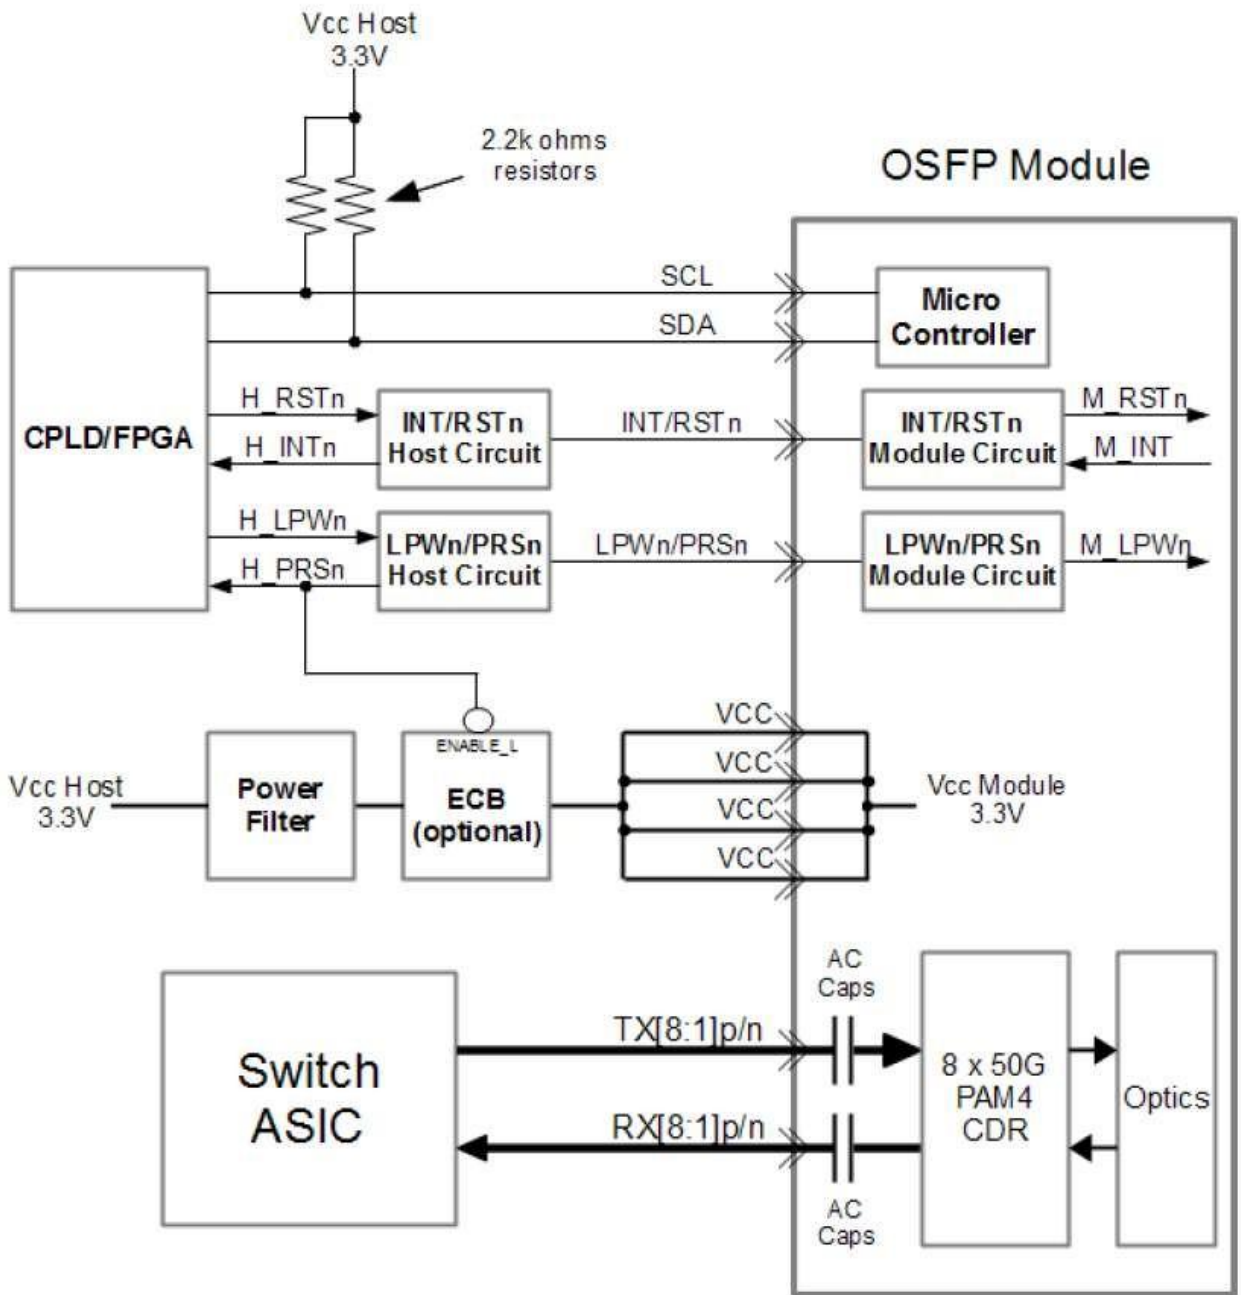 Vcc Host
3.3V
2.2k ohms
resistors
OSFP Module
SCL
Micro
Controller
SDA
CPLD/FPGA
H_RSTn
H_INTn
INT/RSTn
Host Circuit
INT/RSTn
INT/RSTn
Module Circuit
M_RSTn
M_INT
H_LPWn
H_PRSn
LPWn/PRSn
Host Circuit
LPWn/PRSn
LPWn/PRSn
Module Circuit
M_LPWn
Vcc Host
3.3V
Power
Filter
ENABLE_L
ECB
(optional)
VCC
VCC
VCC
VCC
Vcc Module
3.3V
Switch
ASIC
TX[8:1]p/n
RX[8:1]p/n
AC
Caps
AC
Caps
8 x 50G
PAM4
CDR
Optics